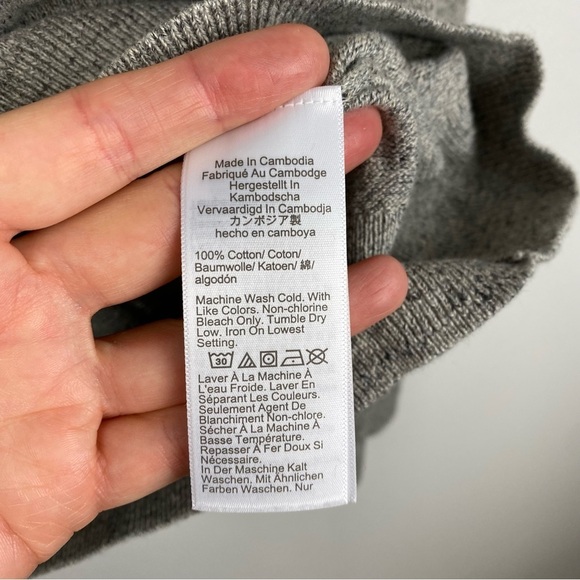 Made In Cambodia
Fabriqué Au Cambodge
Hergestellt In
Kambodscha
Vervaardigd In Cambodja
カンボジア製
hecho en camboya
100% Cotton/ Coton/
Baumwolle/ Katoen/ 綿/
algodón
Machine Wash Cold. With
Like Colors. Non-chlorine
Bleach Only. Tumble Dry
Low. Iron On Lowest
Setting.
30
Laver À La Machine À
L'eau Froide. Laver En
Séparant Les Couleurs.
Seulement Agent De
Blanchiment Non-chlore.
Sécher À La Machine À
Basse Température.
Repasser À Fer Doux Si
Nécessaire.
In Der Maschine Kalt
Waschen. Mit Ähnlichen
Farben Waschen. Nur